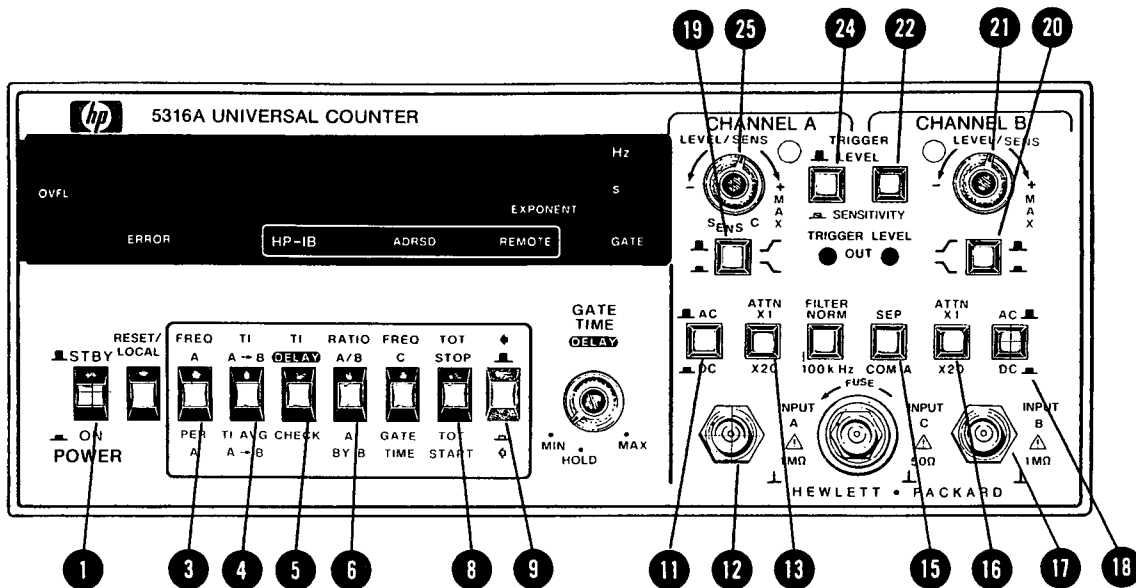 19 25 24 22 21 20
hp 5316A UNIVERSAL COUNTER
CHANNEL A CHANNEL B
LEVEL/SENS TRIGGER LEVEL LEVEL/SENS
Hz
S
OVFL
EXPONENT
ERROR HP-IB ADRSD REMOTE GATE
- + MAX - + MAX
SENS C
SENSITIVITY
TRIGGER LEVEL
OUT
GATE
TIME
DELAY
MIN HOLD MAX
STBY
ON
POWER
RESET/
LOCAL
FREQ TI TI RATIO FREQ TOT
A A→B DELAY A/B C STOP
PER TI AVG CHECK A GATE TOT
A A→B BY B TIME START
AC ATTN FILTER SEP ATTN AC
X1 NORM X1
DC X20 100kHz COM A X20 DC
FUSE
INPUT INPUT INPUT
A C B
1MΩ 50Ω 1MΩ
HEWLETT • PACKARD
1 3 4 5 6 8 9 11 12 13 15 16 17 18